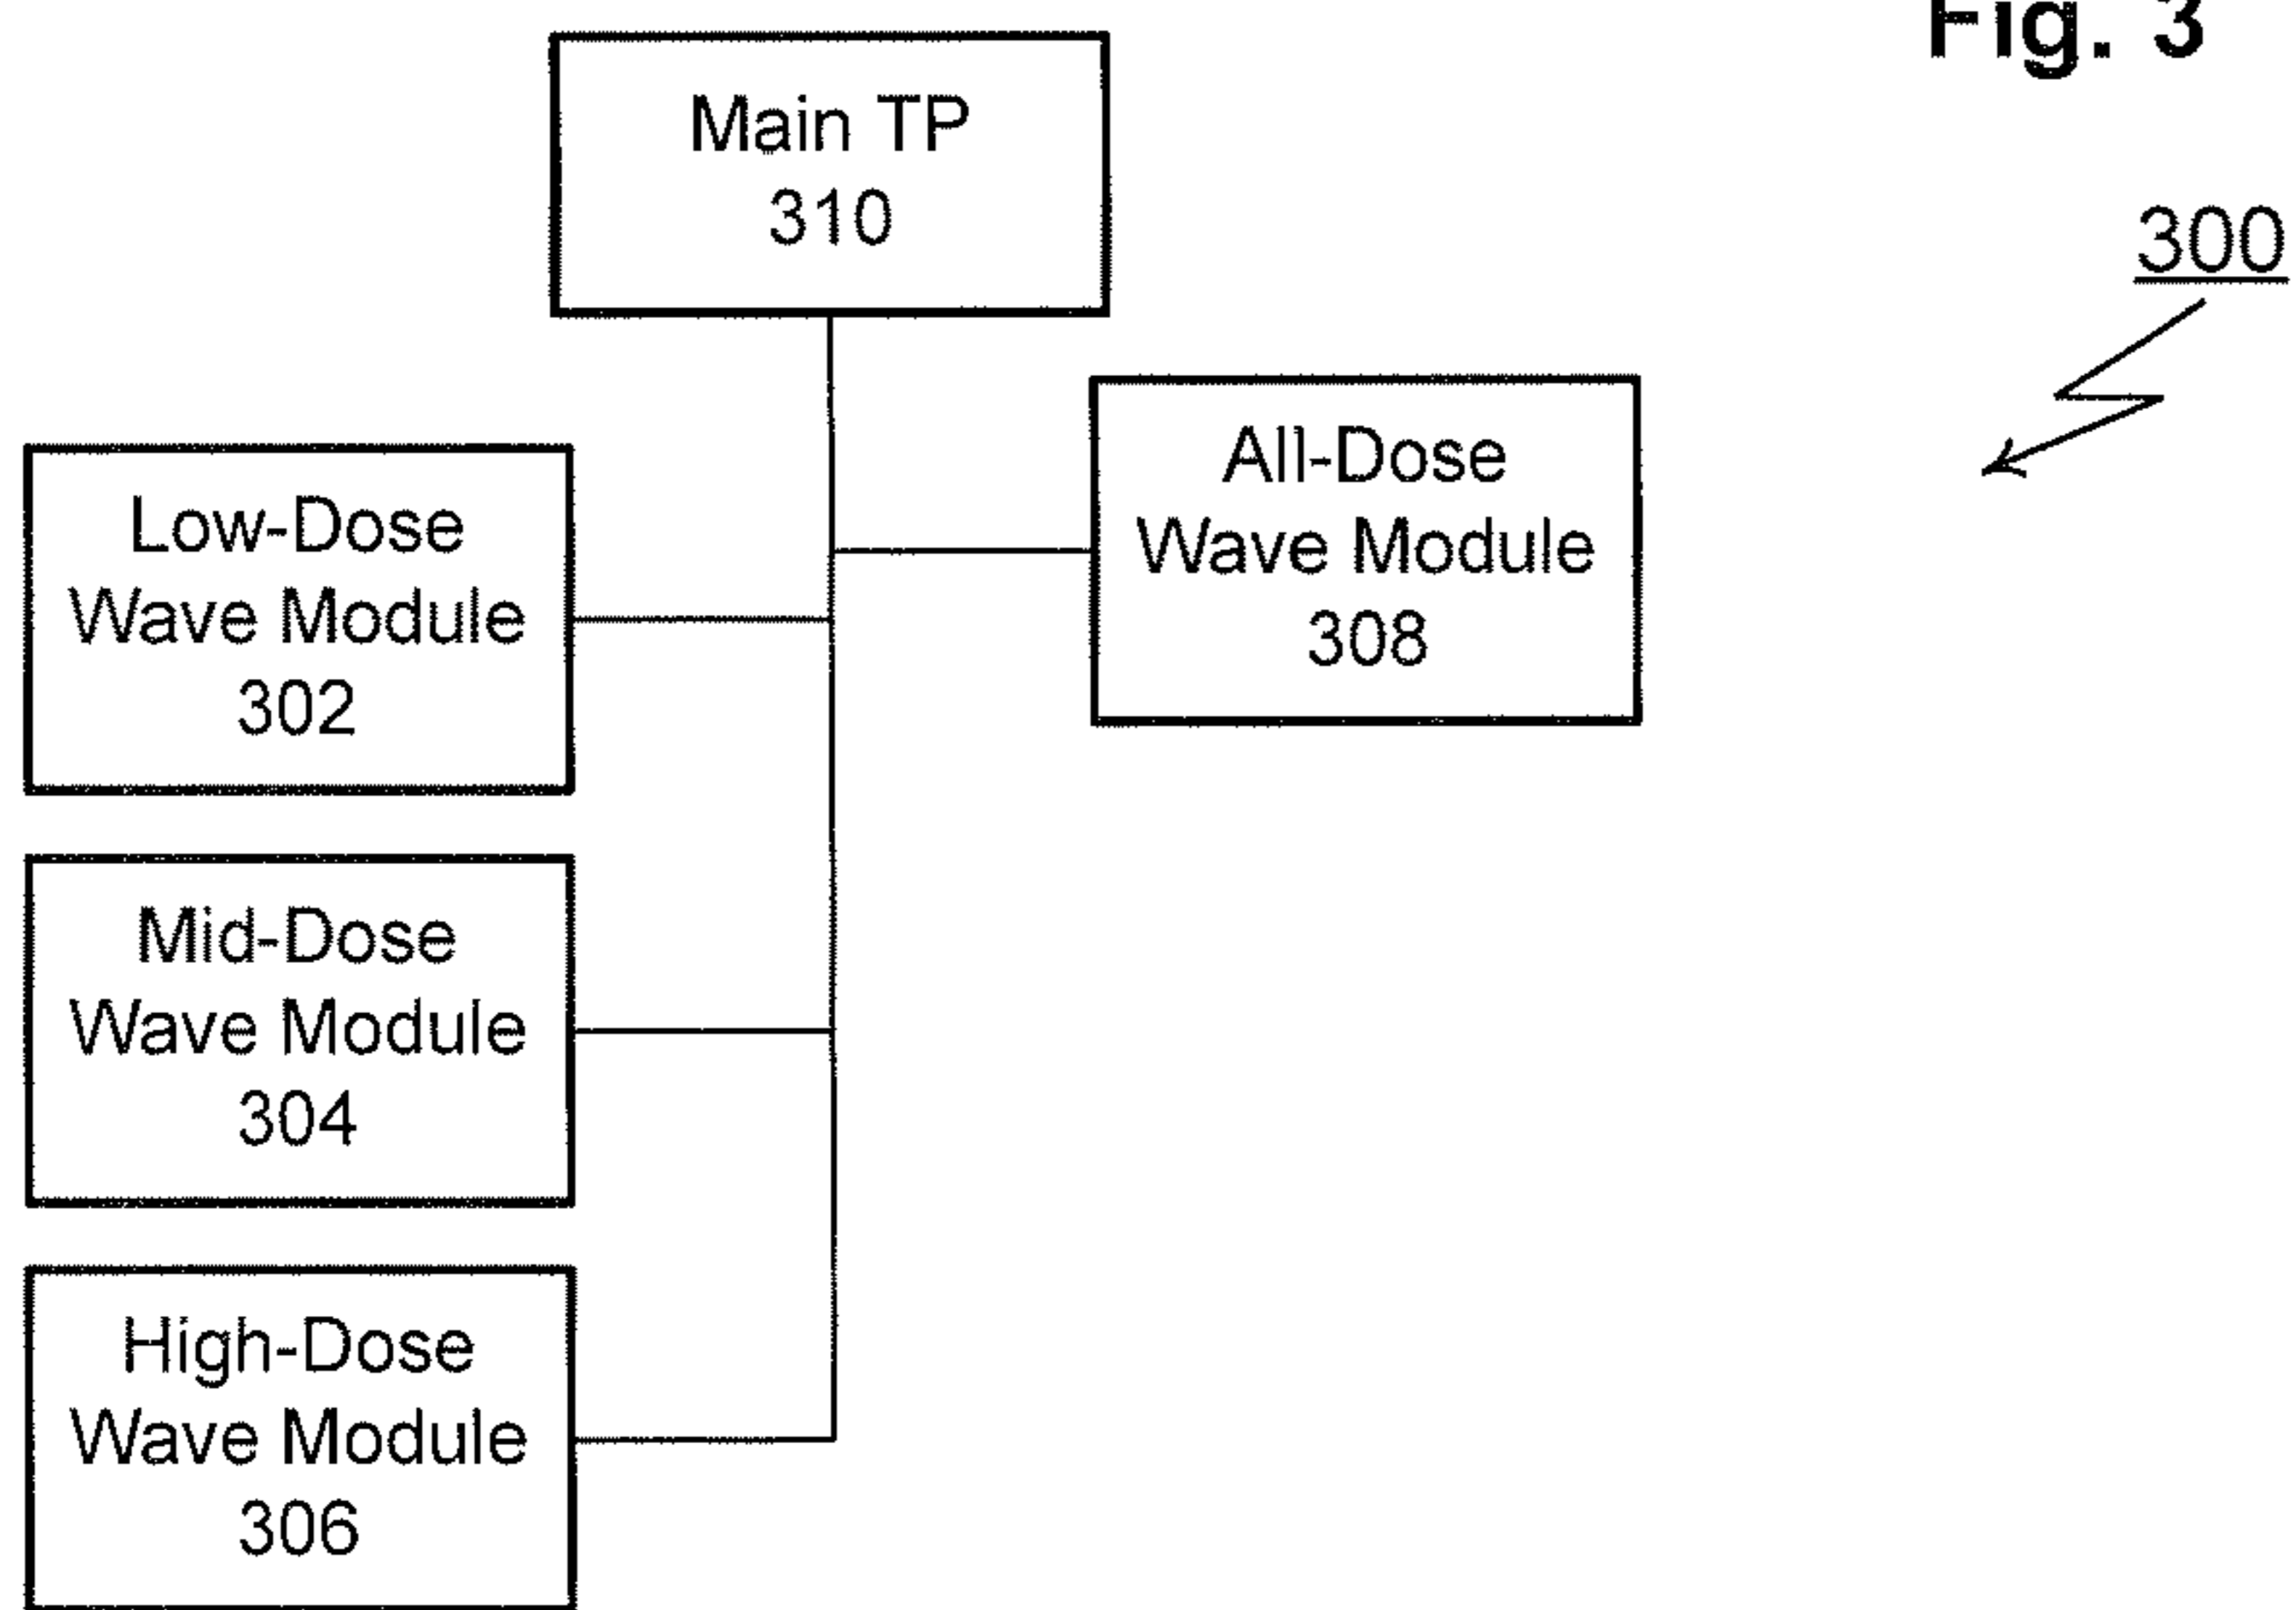 Fig. 3
Main TP
310
300
All-Dose
Wave Module
308
Low-Dose
Wave Module
302
Mid-Dose
Wave Module
304
High-Dose
Wave Module
306